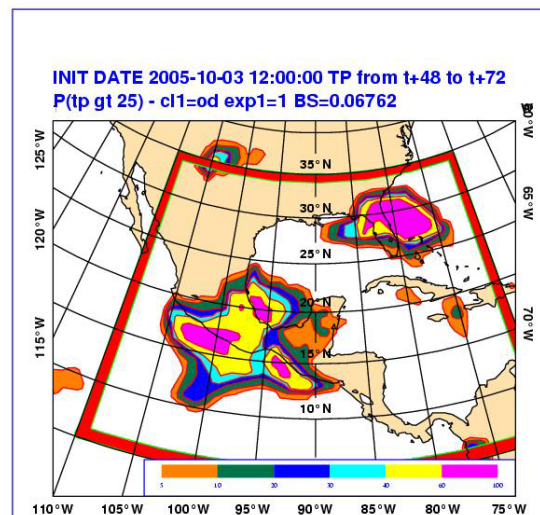 INIT DATE 2005-10-03 12:00:00 TP from t+48 to t+72
P(tp gt 25) - cl1=od exp1=1 BS=0.06762
125°W
120°W
115°W
35°N
30°N
25°N
20°N
15°N
10°N
60°W
65°W
70°W
5 10 20 30 40 60 100
110°W 105°W 100°W 95°W 90°W 85°W 80°W 75°W